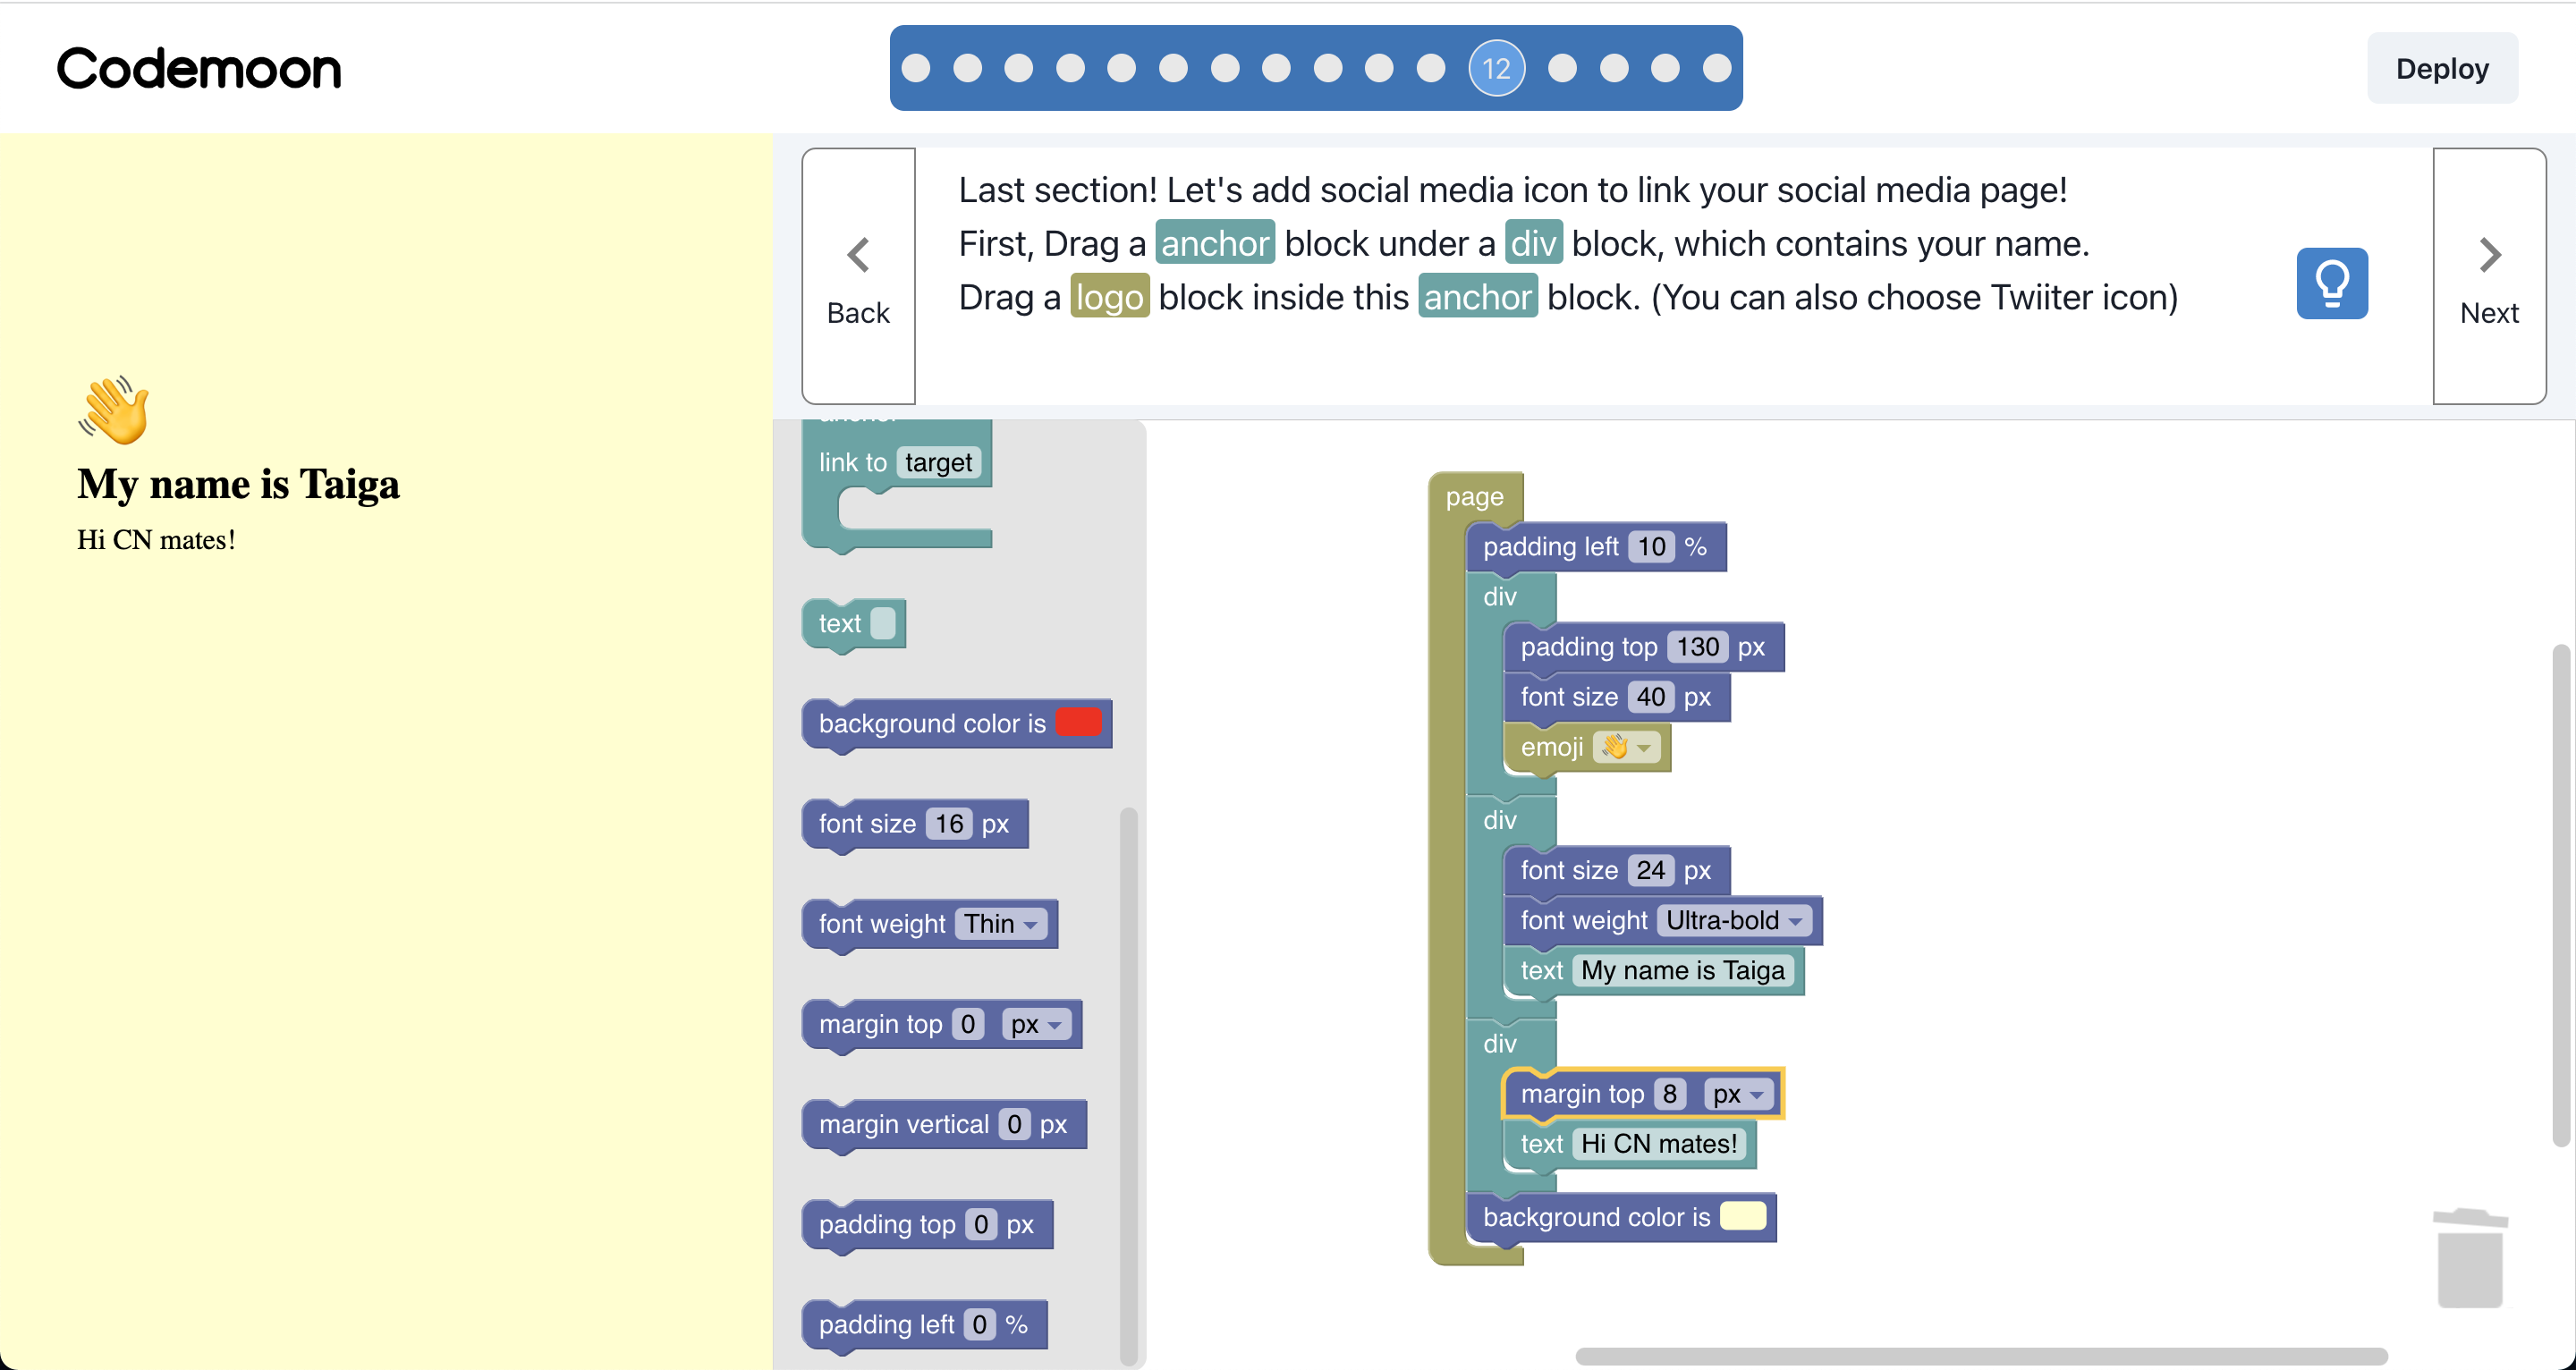 Codemoon
12
Deploy
Back
Last section! Let's add social media icon to link your social media page!
First, Drag a anchor block under a div block, which contains your name.
Drag a logo block inside this anchor block. (You can also choose Twiiter icon)
Next
👋
My name is Taiga
Hi CN mates!
anchor
link to target
text
background color is
font size 16 px
font weight Thin
margin top 0 px
margin vertical 0 px
padding top 0 px
padding left 0 %
page
padding left 10 %
div
padding top 130 px
font size 40 px
emoji 👋
div
font size 24 px
font weight Ultra-bold
text My name is Taiga
div
margin top 8 px
text Hi CN mates!
background color is